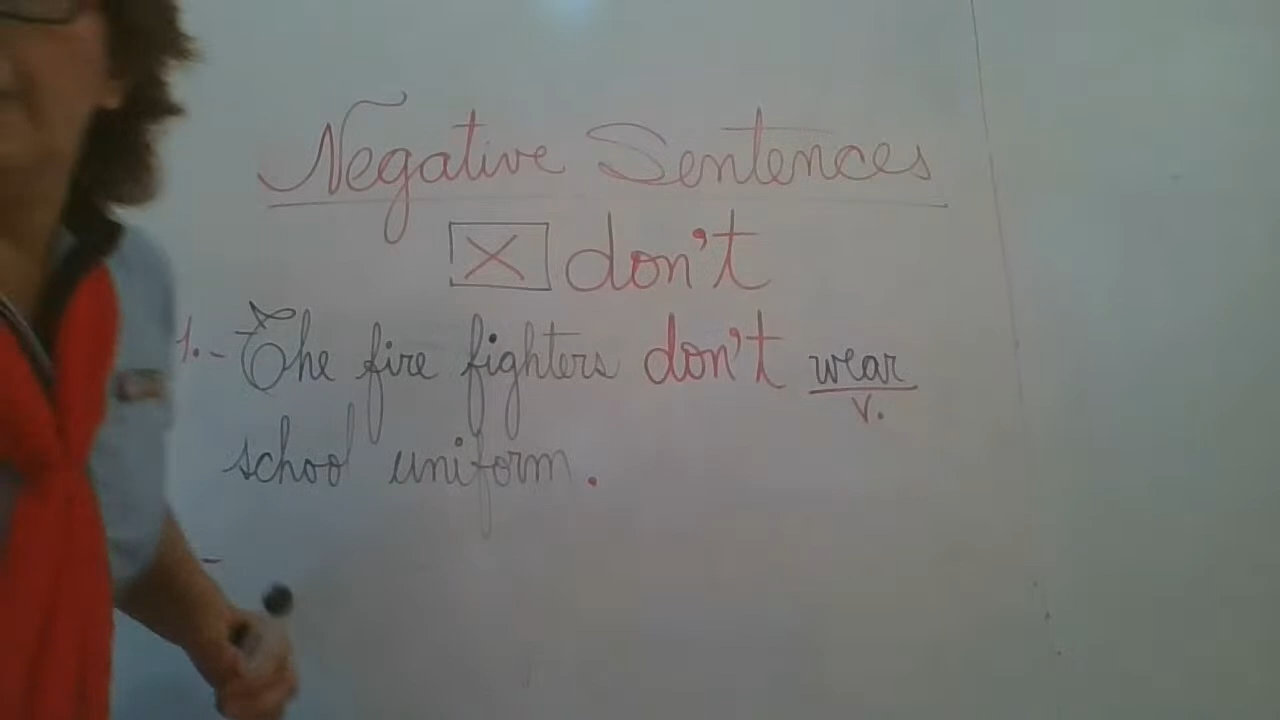 Negative Sentences
X don't
1.- The fire fighters don't wear
v.
school uniform.
-